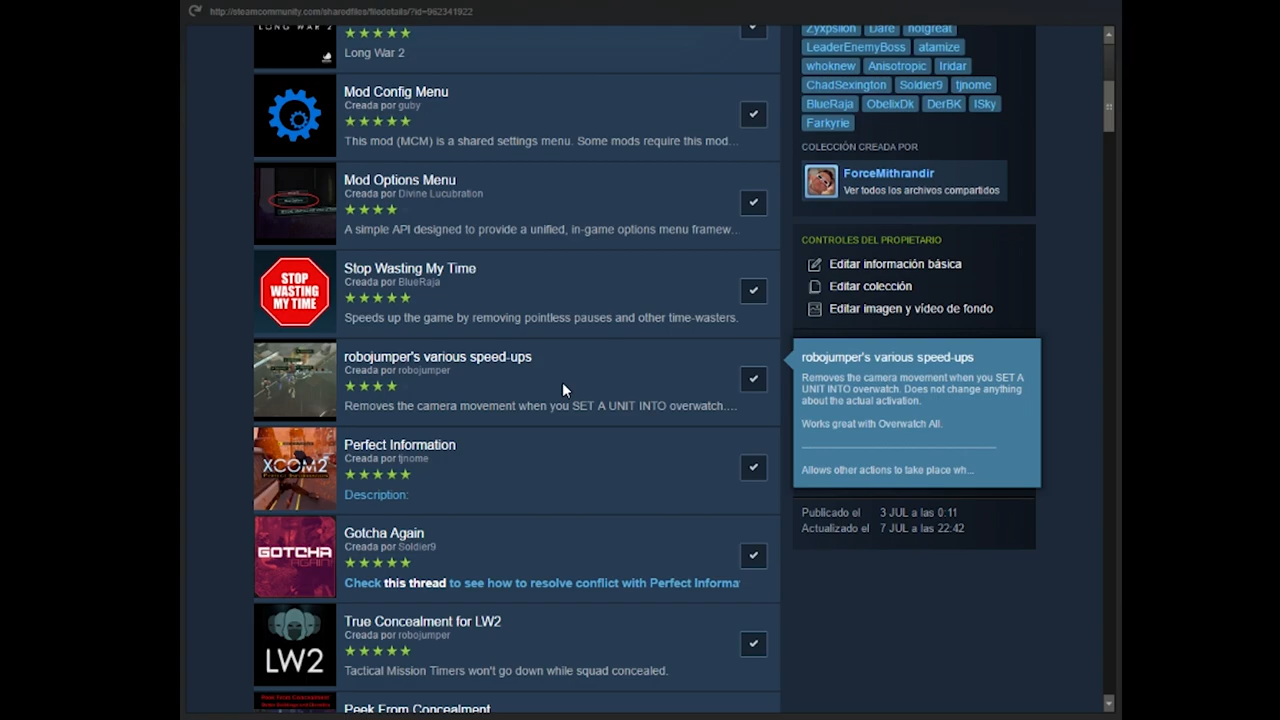 http://steamcommunity.com/sharedfiles/filedetails/?id=962341922
LONG WAR 2
Long War 2
Mod Config Menu
Creada por guby
This mod (MCM) is a shared settings menu. Some mods require this mod...
Mod Options Menu
Creada por Divine Lucubration
A simple API designed to provide a unified, in-game options menu framew...
STOP
WASTING
MY TIME
Stop Wasting My Time
Creada por BlueRaja
Speeds up the game by removing pointless pauses and other time-wasters.
robojumper's various speed-ups
Creada por robojumper
Removes the camera movement when you SET A UNIT INTO overwatch....
XCOM2
Perfect Information
Creada por tjnome
Description:
GOTCHA
AGAIN!
Gotcha Again
Creada por Soldier9
Check this thread to see how to resolve conflict with Perfect Informa
LW2
True Concealment for LW2
Creada por robojumper
Tactical Mission Timers won't go down while squad concealed.
Peek From Concealment
Peek From Concealment
Zyxpsilon Dare notgreat
LeaderEnemyBoss atamize
whoknew Anisotropic Iridar
ChadSexington Soldier9 tjnome
BlueRaja ObelixDk DerBK ISky
Farkyrie
COLECCIÓN CREADA POR
ForceMithrandir
Ver todos los archivos compartidos
CONTROLES DEL PROPIETARIO
Editar información básica
Editar colección
Editar imagen y vídeo de fondo
robojumper's various speed-ups
Removes the camera movement when you SET A
UNIT INTO overwatch. Does not change anything
about the actual activation.
Works great with Overwatch All.
Allows other actions to take place wh...
Publicado el 3 JUL a las 0:11
Actualizado el 7 JUL a las 22:42